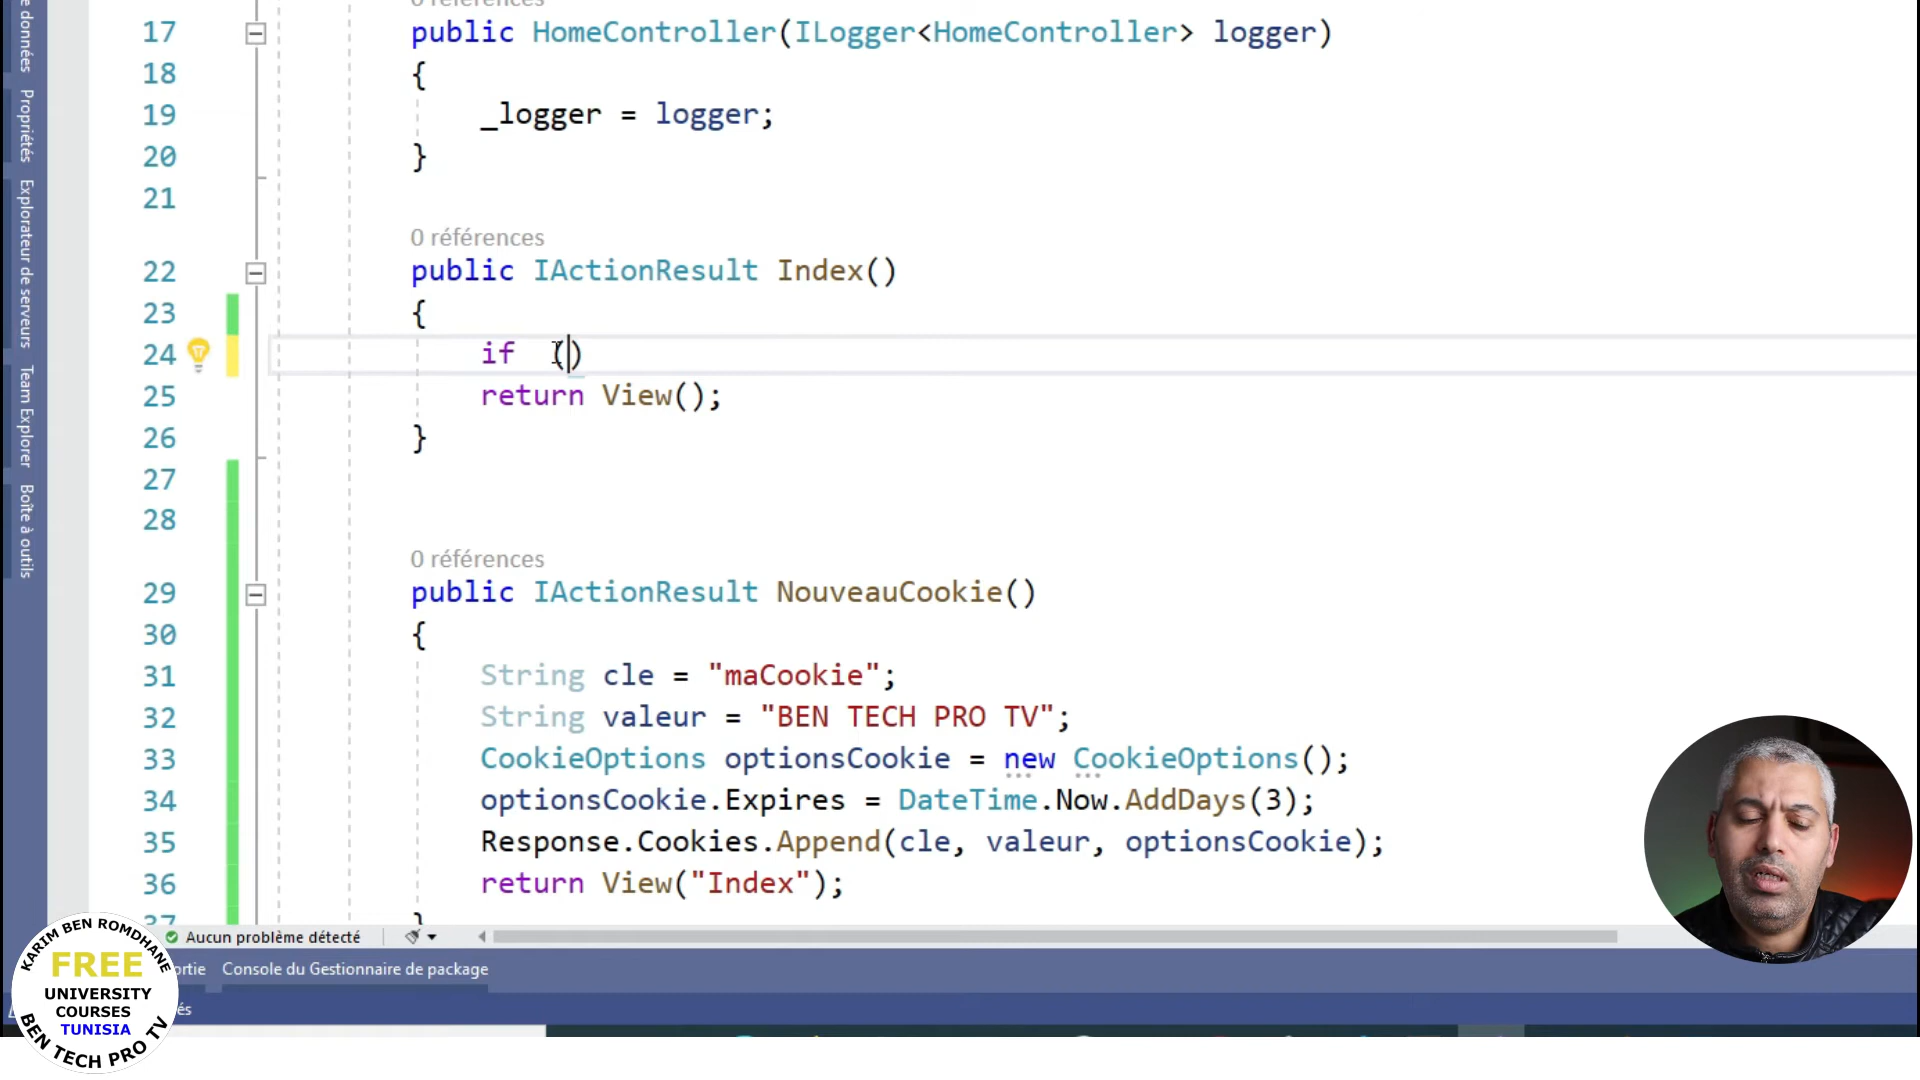 e données
Propriétés
Explorateur de serveurs
Team Explorer
Boîte à outils
17 public HomeController(ILogger<HomeController> logger)
18 {
19 _logger = logger;
20 }
21
0 références
22 public IActionResult Index()
23 {
24 if ()
25 return View();
26 }
27
28
0 références
29 public IActionResult NouveauCookie()
30 {
31 String cle = "maCookie";
32 String valeur = "BEN TECH PRO TV";
33 CookieOptions optionsCookie = new CookieOptions();
34 optionsCookie.Expires = DateTime.Now.AddDays(3);
35 Response.Cookies.Append(cle, valeur, optionsCookie);
36 return View("Index");
37 }
Aucun problème détecté
ortie Console du Gestionnaire de package
és
KARIM BEN ROMDHANE
FREE
UNIVERSITY
COURSES
TUNISIA
BEN TECH PRO TV